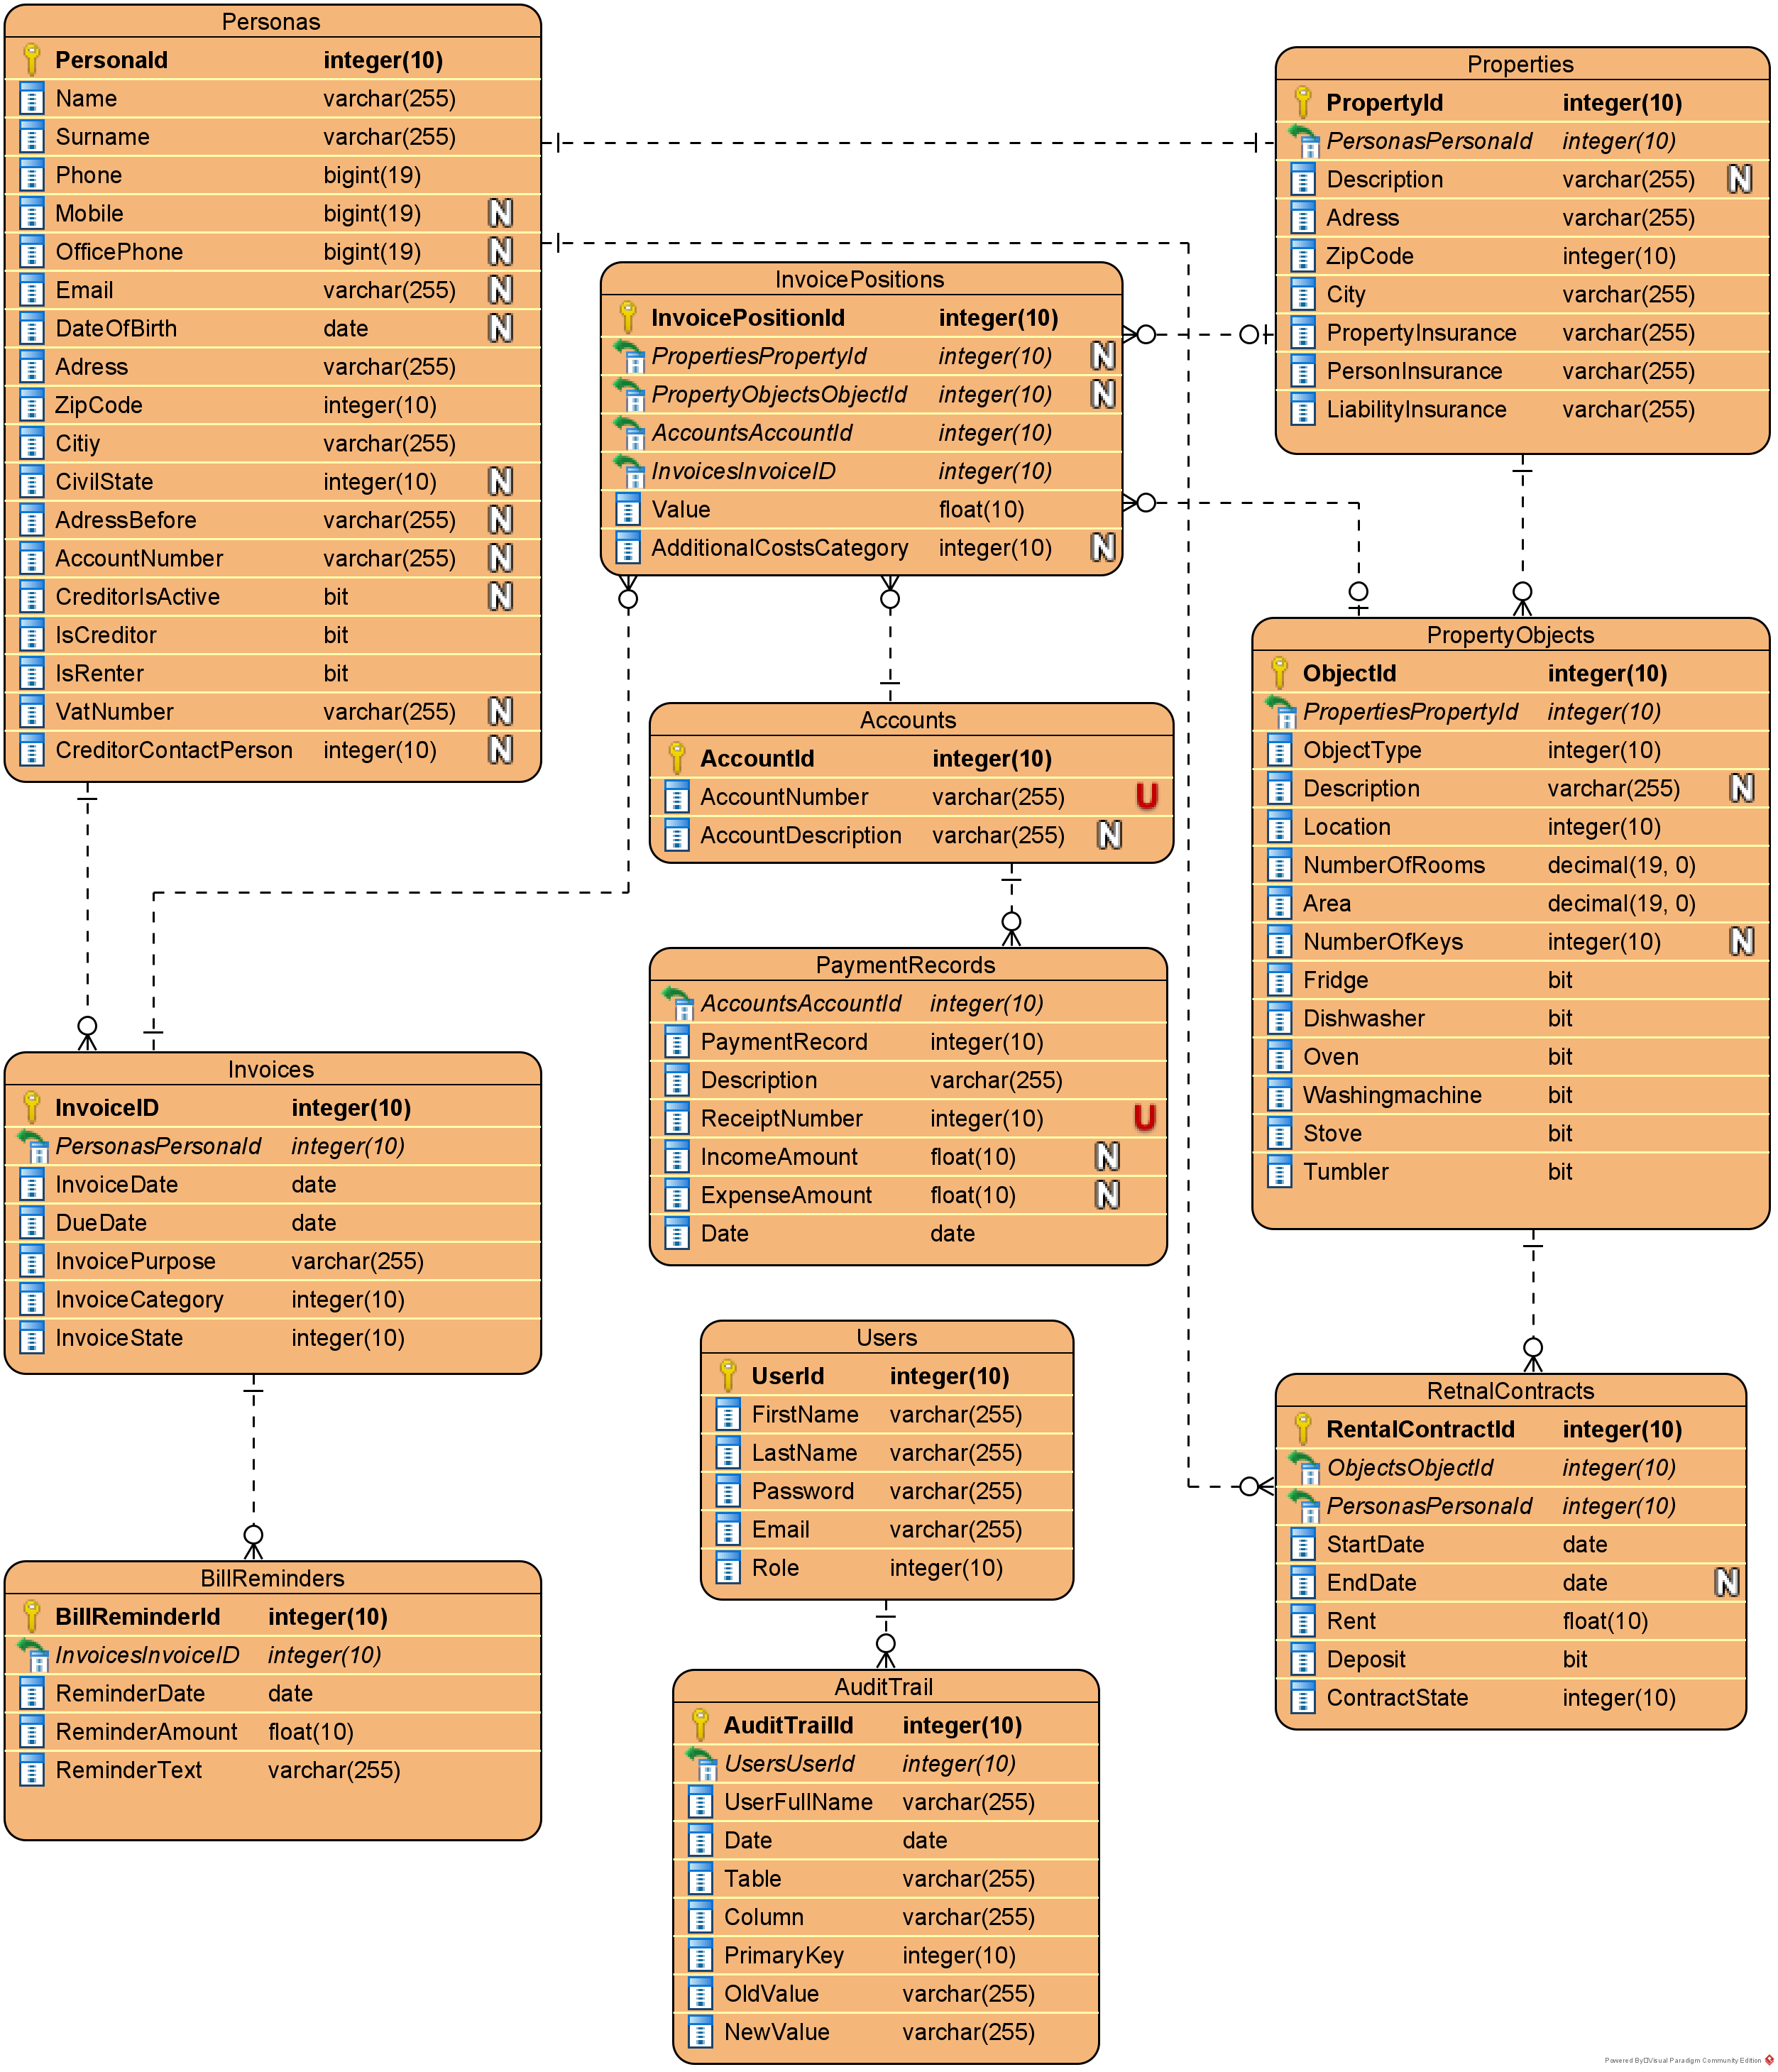 Personas
PersonaId integer(10)
Name varchar(255)
Surname varchar(255)
Phone bigint(19)
Mobile bigint(19) N
OfficePhone bigint(19) N
Email varchar(255) N
DateOfBirth date N
Adress varchar(255)
ZipCode integer(10)
Citiy varchar(255)
CivilState integer(10) N
AdressBefore varchar(255) N
AccountNumber varchar(255) N
CreditorIsActive bit N
IsCreditor bit
IsRenter bit
VatNumber varchar(255) N
CreditorContactPerson integer(10) N
Properties
PropertyId integer(10)
PersonasPersonaId integer(10)
Description varchar(255) N
Adress varchar(255)
ZipCode integer(10)
City varchar(255)
PropertyInsurance varchar(255)
PersonInsurance varchar(255)
LiabilityInsurance varchar(255)
InvoicePositions
InvoicePositionId integer(10)
PropertiesPropertyId integer(10) N
PropertyObjectsObjectId integer(10) N
AccountsAccountId integer(10)
InvoicesInvoiceID integer(10)
Value float(10)
AdditionalCostsCategory integer(10) N
PropertyObjects
ObjectId integer(10)
PropertiesPropertyId integer(10)
ObjectType integer(10)
Description varchar(255) N
Location integer(10)
NumberOfRooms decimal(19, 0)
Area decimal(19, 0)
NumberOfKeys integer(10) N
Fridge bit
Dishwasher bit
Oven bit
Washingmachine bit
Stove bit
Tumbler bit
Accounts
AccountId integer(10)
AccountNumber varchar(255) U
AccountDescription varchar(255) N
PaymentRecords
AccountsAccountId integer(10)
PaymentRecord integer(10)
Description varchar(255)
ReceiptNumber integer(10) U
IncomeAmount float(10) N
ExpenseAmount float(10) N
Date date
Invoices
InvoiceID integer(10)
PersonasPersonaId integer(10)
InvoiceDate date
DueDate date
InvoicePurpose varchar(255)
InvoiceCategory integer(10)
InvoiceState integer(10)
Users
UserId integer(10)
FirstName varchar(255)
LastName varchar(255)
Password varchar(255)
Email varchar(255)
Role integer(10)
RetnalContracts
RentalContractId integer(10)
ObjectsObjectId integer(10)
PersonasPersonaId integer(10)
StartDate date
EndDate date N
Rent float(10)
Deposit bit
ContractState integer(10)
BillReminders
BillReminderId integer(10)
InvoicesInvoiceID integer(10)
ReminderDate date
ReminderAmount float(10)
ReminderText varchar(255)
AuditTrail
AuditTrailId integer(10)
UsersUserId integer(10)
UserFullName varchar(255)
Date date
Table varchar(255)
Column varchar(255)
PrimaryKey integer(10)
OldValue varchar(255)
NewValue varchar(255)
Powered By Visual Paradigm Community Edition